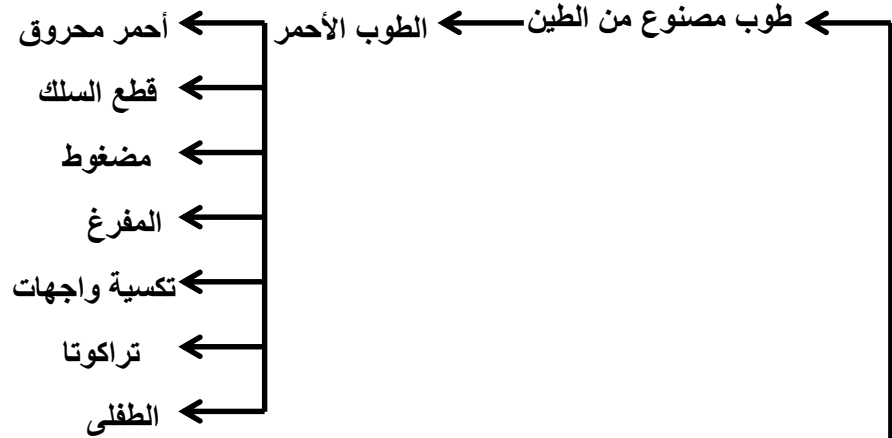 طوب مصنوع من الطين
الطوب الأحمر
أحمر محروق
قطع السلك
مضغوط
المفرغ
تكسية واجهات
تراكوتا
الطفلى